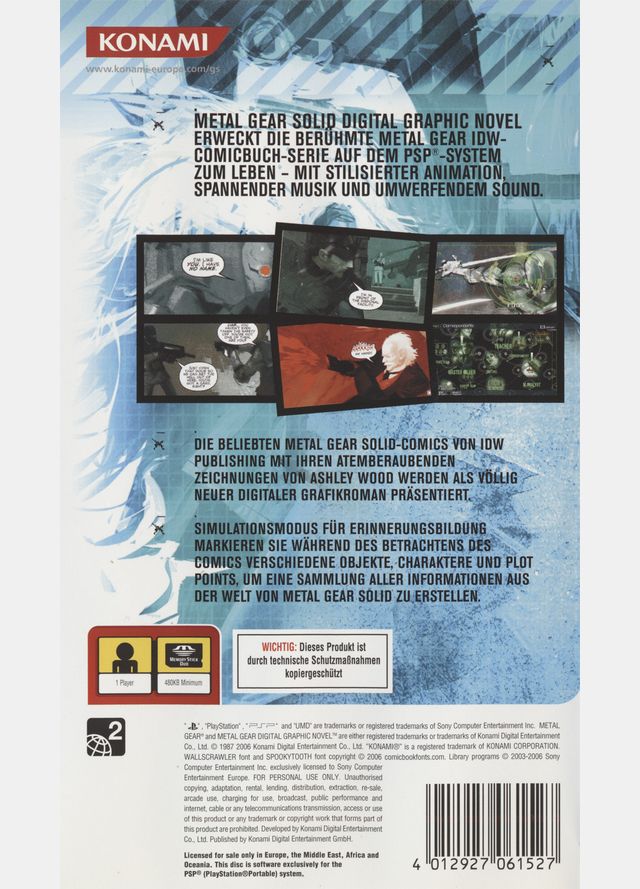 KONAMI
www.konami-europe.com/gs
METAL GEAR SOLID DIGITAL GRAPHIC NOVEL
ERWECKT DIE BERÜHMTE METAL GEAR IDW-
COMICBUCH-SERIE AUF DEM PSP®-SYSTEM
ZUM LEBEN – MIT STILISIERTER ANIMATION,
SPANNENDER MUSIK UND UMWERFENDEM SOUND.
I'M LIKE
YOU. I HAVE
NO NAME.
I'M IN
FRONT OF
THE DISPOSAL
FACILITY.
DIE BELIEBTEN METAL GEAR SOLID-COMICS VON IDW
PUBLISHING MIT IHREN ATEMBERAUBENDEN
ZEICHNUNGEN VON ASHLEY WOOD WERDEN ALS VÖLLIG
NEUER DIGITALER GRAFIKROMAN PRÄSENTIERT.
SIMULATIONSMODUS FÜR ERINNERUNGSBILDUNG
MARKIEREN SIE WÄHREND DES BETRACHTENS DES
COMICS VERSCHIEDENE OBJEKTE, CHARAKTERE UND PLOT
POINTS, UM EINE SAMMLUNG ALLER INFORMATIONEN AUS
DER WELT VON METAL GEAR SOLID ZU ERSTELLEN.
1 Player
MEMORY STICK
DUO
480KB Minimum
WICHTIG: Dieses Produkt ist
durch technische Schutzmaßnahmen
kopiergeschützt
2
" ", "PlayStation", "PSP" and "UMD" are trademarks or registered trademarks of Sony Computer Entertainment Inc. METAL
GEAR® and METAL GEAR DIGITAL GRAPHIC NOVEL™ are either trademarks or registered trademarks of Konami Digital Entertainment
Co., Ltd. © 1987 2006 Konami Digital Entertainment Co., Ltd. "KONAMI®" is a registered trademark of KONAMI CORPORATION.
WALLSCRAWLER font and SPOOKYTOOTH font copyright © 2006 comicbookfonts.com. Library programs © 2003-2006 Sony
Computer Entertainment Inc. exclusively licensed to Sony Computer
Entertainment Europe. FOR PERSONAL USE ONLY. Unauthorised
copying, adaptation, rental, lending, distribution, extraction, re-sale,
arcade use, charging for use, broadcast, public performance and
internet, cable or any telecommunications transmission, access or use
of this product or any trademark or copyright work that forms part of
this product are prohibited. Developed by Konami Digital Entertainment
Co., Ltd. Published by Konami Digital Entertainment GmbH.
Licensed for sale only in Europe, the Middle East, Africa and
Oceania. This disc is software exclusively for the
PSP® (PlayStation®Portable) system.
4 012927 061527